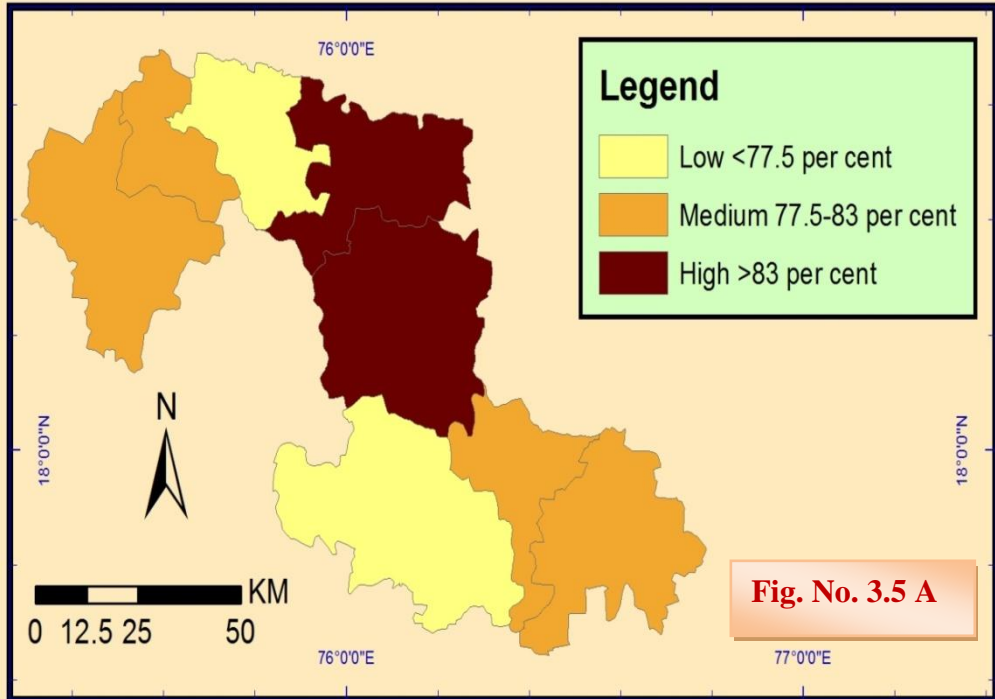 76°0'0"E
Legend
Low <77.5 per cent
Medium 77.5-83 per cent
High >83 per cent
N
18°0'0"N
18°0'0"N
KM
0 12.5 25 50
Fig. No. 3.5 A
76°0'0"E
77°0'0"E